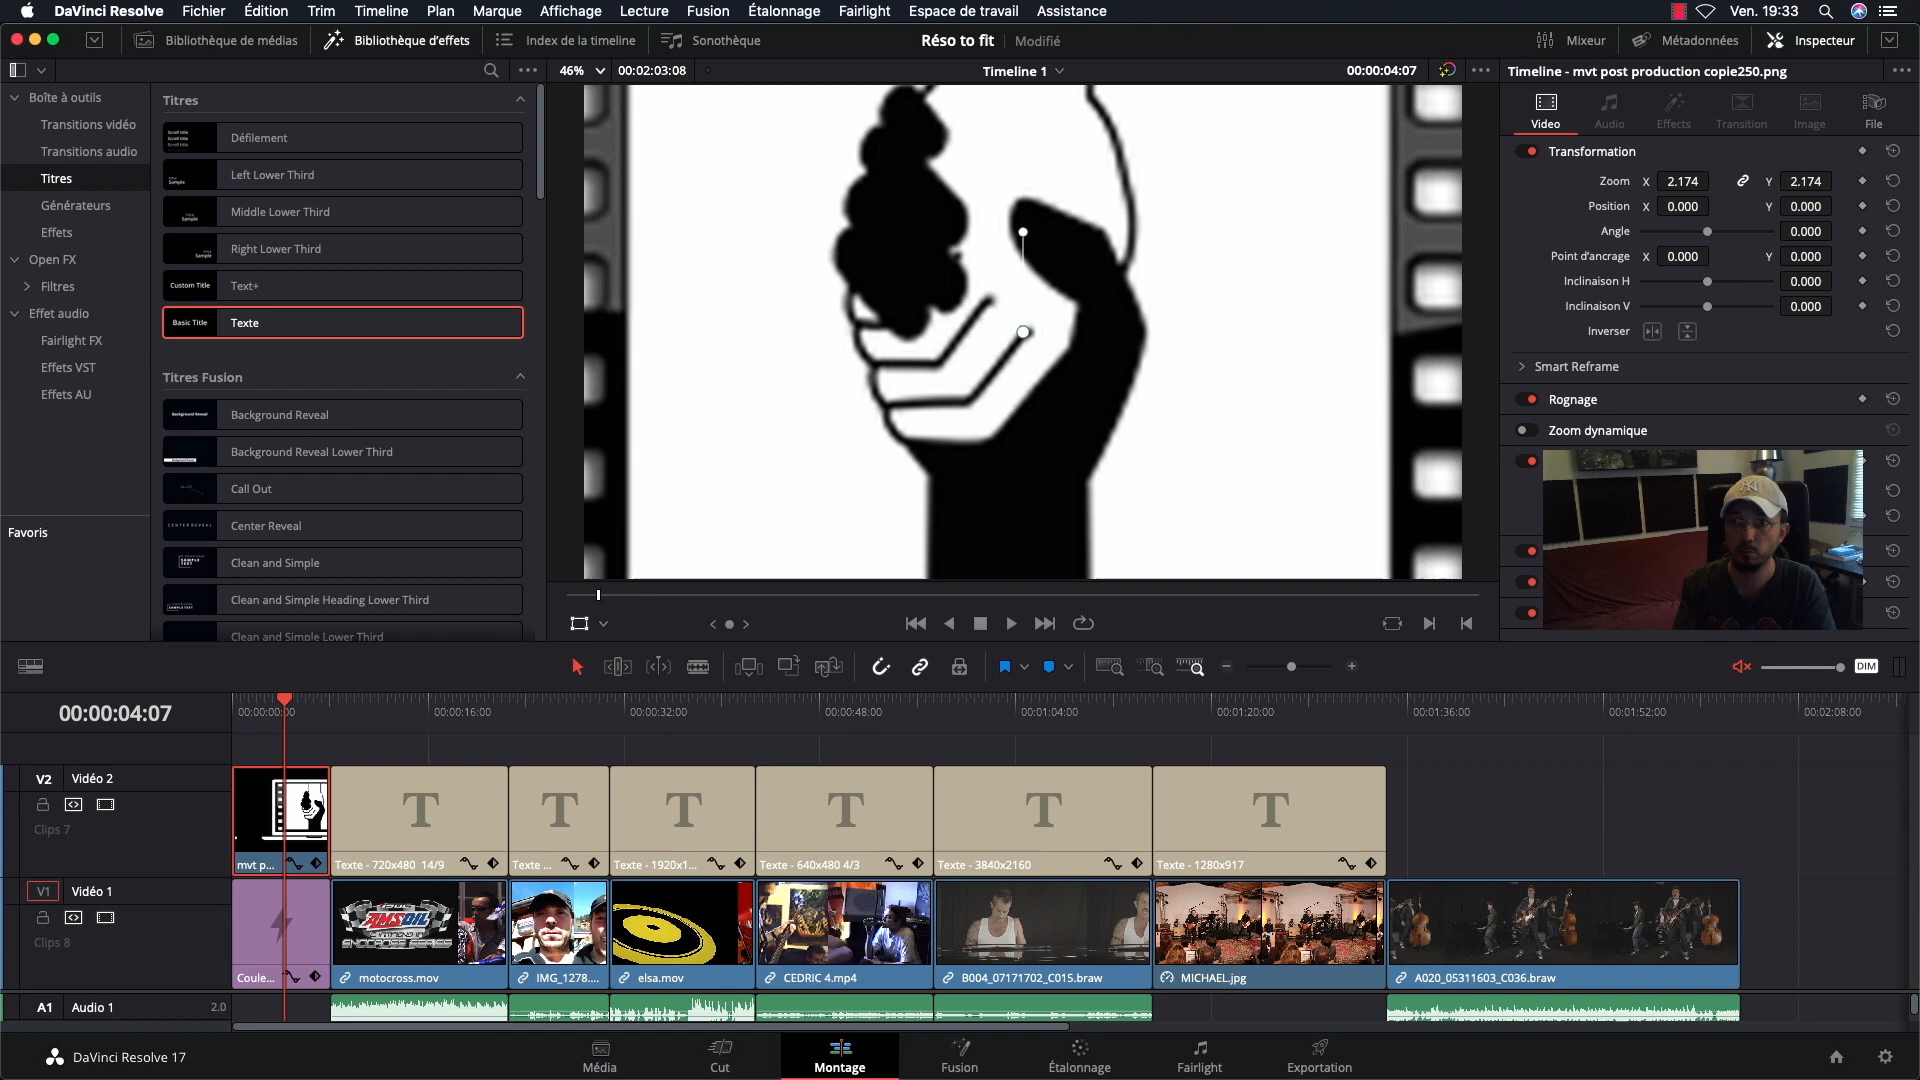 DaVinci Resolve Fichier Édition Trim Timeline Plan Marque Affichage Lecture Fusion Étalonnage Fairlight Espace de travail Assistance Ven. 19:33
Bibliothèque de médias Bibliothèque d'effets Index de la timeline Sonothèque Réso to fit Modifié Mixeur Métadonnées Inspecteur
46% 00:02:03:08 Timeline 1 00:00:04:07 Timeline - mvt post production copie250.png
Boîte à outils
Transitions vidéo
Transitions audio
Titres
Générateurs
Effets
Open FX
Filtres
Effet audio
Fairlight FX
Effets VST
Effets AU
Favoris
Titres
Défilement
Left Lower Third
Middle Lower Third
Right Lower Third
Custom Title Text+
Basic Title Texte
Titres Fusion
Background Reveal
Background Reveal Lower Third
Call Out
Center Reveal
Clean and Simple
Clean and Simple Heading Lower Third
Clean and Simple Lower Third
Video Audio Effects Transition Image File
Transformation
Zoom X 2.174 Y 2.174
Position X 0.000 Y 0.000
Angle 0.000
Point d'ancrage X 0.000 Y 0.000
Inclinaison H 0.000
Inclinaison V 0.000
Inverser
Smart Reframe
Rognage
Zoom dynamique
DIM
00:00:04:07
00:00:00:00 00:00:16:00 00:00:32:00 00:00:48:00 00:01:04:00 00:01:20:00 00:01:36:00 00:01:52:00 00:02:08:00
V2 Vidéo 2
Clips 7
mvt p... Texte - 720x480 14/9 Texte ... Texte - 1920x1... Texte - 640x480 4/3 Texte - 3840x2160 Texte - 1280x917
V1 Vidéo 1
Clips 8
AMSOIL
Coule... motocross.mov IMG_1278.... elsa.mov CEDRIC 4.mp4 B004_07171702_C015.braw MICHAEL.jpg A020_05311603_C036.braw
A1 Audio 1 2.0
DaVinci Resolve 17 Média Cut Montage Fusion Étalonnage Fairlight Exportation